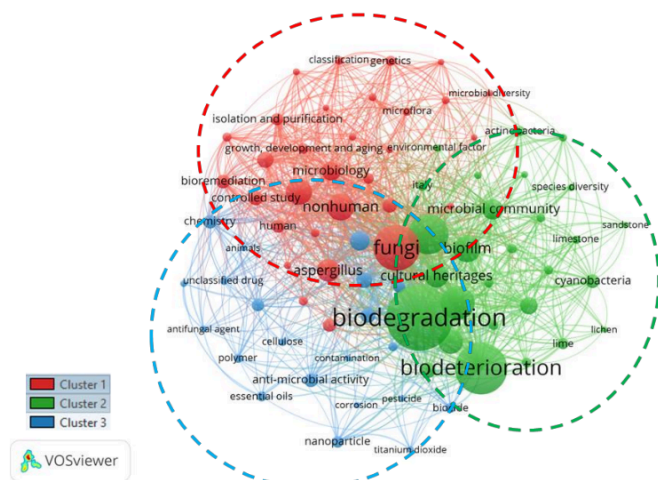 classification
genetics
microbial diversity
microflora
isolation and purification
actinobacteria
growth, development and aging
environmental factor
microbiology
bioremediation
italy
species diversity
controlled study
nonhuman
microbial community
chemistry
human
sandstone
fungi
biofilm
limestone
animals
aspergillus
cultural heritages
cyanobacteria
unclassified drug
biodegradation
antifungal agent
lichen
cellulose
lime
polymer
contamination
biodeterioration
anti-microbial activity
essential oils
pesticide
corrosion
biocide
nanoparticle
titanium dioxide
Cluster 1
Cluster 2
Cluster 3
VOSviewer